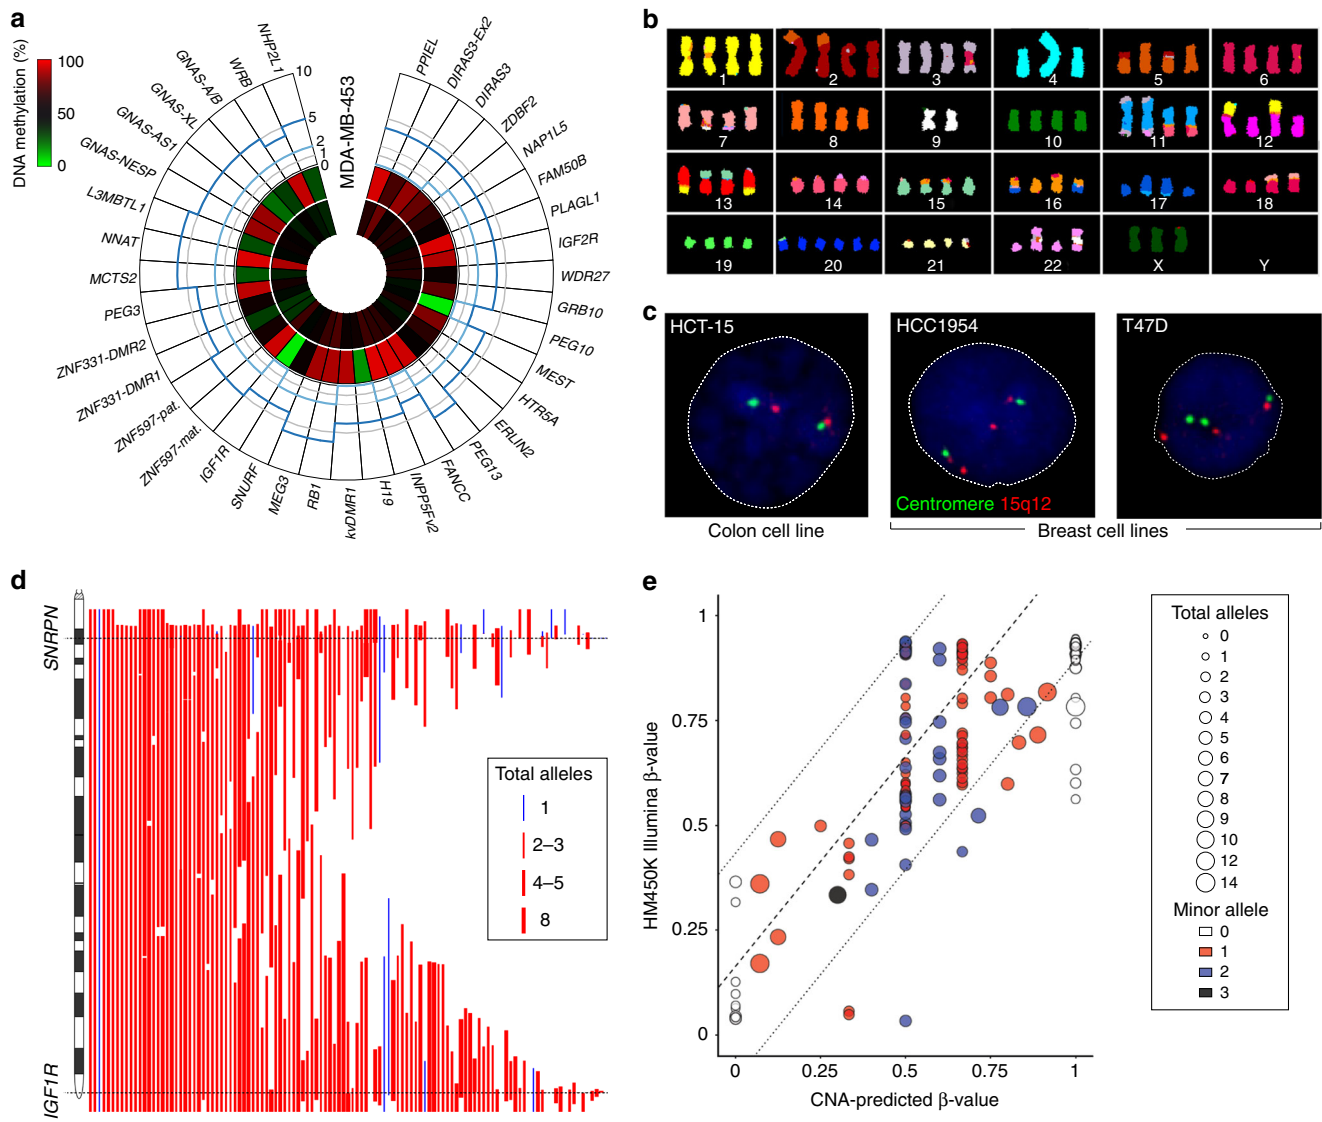 a
DNA methylation (%)
100
50
0
MDA-MB-453
10
5
2
1
0
PPIEL
DIRAS3-Ex2
DIRAS3
ZDBF2
NAP1L5
FAM50B
PLAGL1
IGF2R
WDR27
GRB10
PEG10
MEST
HTR5A
ERLIN2
PEG13
FANCC
INPP5Fv2
H19
kvDMR1
RB1
MEG3
SNURF
IGF1R
ZNF597-mat.
ZNF597-pat.
ZNF331-DMR1
ZNF331-DMR2
PEG3
MCTS2
NNAT
L3MBTL1
GNAS-NESP
GNAS-AS1
GNAS-XL
GNAS-A/B
WRB
NHP2L1
b
1 2 3 4 5 6
7 8 9 10 11 12
13 14 15 16 17 18
19 20 21 22 X Y
c
HCT-15
HCC1954
T47D
Centromere 15q12
Colon cell line
Breast cell lines
d
SNRPN
IGF1R
Total alleles
1
2–3
4–5
8
e
HM450K Illumina β-value
1
0.75
0.5
0.25
0
0 0.25 0.5 0.75 1
CNA-predicted β-value
Total alleles
0
1
2
3
4
5
6
7
8
9
10
12
14
Minor allele
0
1
2
3